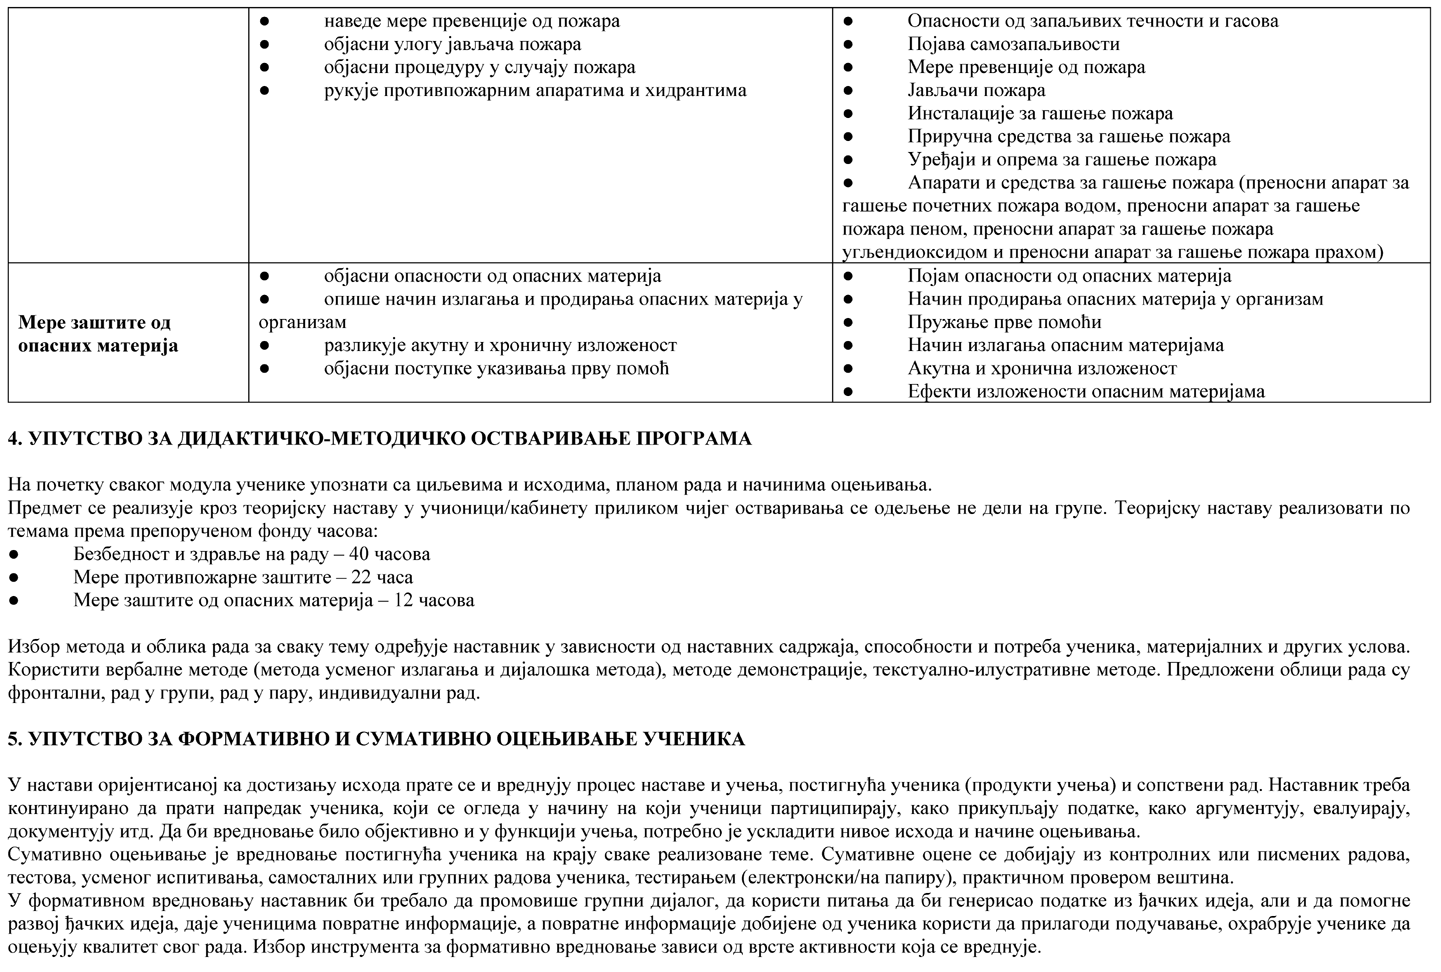 ● наведе мере превенције од пожара
● објасни улогу јављача пожара
● објасни процедуру у случају пожара
● рукује противпожарним апаратима и хидрантима
● Опасности од запаљивих течности и гасова
● Појава самозапаљивости
● Мере превенције од пожара
● Јављачи пожара
● Инсталације за гашење пожара
● Приручна средства за гашење пожара
● Уређаји и опрема за гашење пожара
● Апарати и средства за гашење пожара (преносни апарат за
гашење почетних пожара водом, преносни апарат за гашење
пожара пеном, преносни апарат за гашење пожара
угљендиоксидом и преносни апарат за гашење пожара прахом)
Мере заштите од
опасних материја
● објасни опасности од опасних материја
● опише начин излагања и продирања опасних материја у
организам
● разликује акутну и хроничну изложеност
● објасни поступке указивања прву помоћ
● Појам опасности од опасних материја
● Начин продирања опасних материја у организам
● Пружање прве помоћи
● Начин излагања опасним материјама
● Акутна и хронична изложеност
● Ефекти изложености опасним материјама
4. УПУТСТВО ЗА ДИДАКТИЧКО-МЕТОДИЧКО ОСТВАРИВАЊЕ ПРОГРАМА
На почетку сваког модула ученике упознати са циљевима и исходима, планом рада и начинима оцењивања.
Предмет се реализује кроз теоријску наставу у учионици/кабинету приликом чијег остваривања се одељење не дели на групе. Теоријску наставу реализовати по
темама према препорученом фонду часова:
● Безбедност и здравље на раду – 40 часова
● Мере противпожарне заштите – 22 часа
● Мере заштите од опасних материја – 12 часова
Избор метода и облика рада за сваку тему одређује наставник у зависности од наставних садржаја, способности и потреба ученика, материјалних и других услова.
Користити вербалне методе (метода усменог излагања и дијалошка метода), методе демонстрације, текстуално-илустративне методе. Предложени облици рада су
фронтални, рад у групи, рад у пару, индивидуални рад.
5. УПУТСТВО ЗА ФОРМАТИВНО И СУМАТИВНО ОЦЕЊИВАЊЕ УЧЕНИКА
У настави оријентисаној ка достизању исхода прате се и вреднују процес наставе и учења, постигнућа ученика (продукти учења) и сопствени рад. Наставник треба
континуирано да прати напредак ученика, који се огледа у начину на који ученици партиципирају, како прикупљају податке, како аргументују, евалуирају,
документују итд. Да би вредновање било објективно и у функцији учења, потребно је ускладити нивое исхода и начине оцењивања.
Сумативно оцењивање је вредновање постигнућа ученика на крају сваке реализоване теме. Сумативне оцене се добијају из контролних или писмених радова,
тестова, усменог испитивања, самосталних или групних радова ученика, тестирањем (електронски/на папиру), практичном провером вештина.
У формативном вредновању наставник би требало да промовише групни дијалог, да користи питања да би генерисао податке из ђачких идеја, али и да помогне
развој ђачких идеја, даје ученицима повратне информације, а повратне информације добијене од ученика користи да прилагоди подучавање, охрабрује ученике да
оцењују квалитет свог рада. Избор инструмента за формативно вредновање зависи од врсте активности која се вреднује.